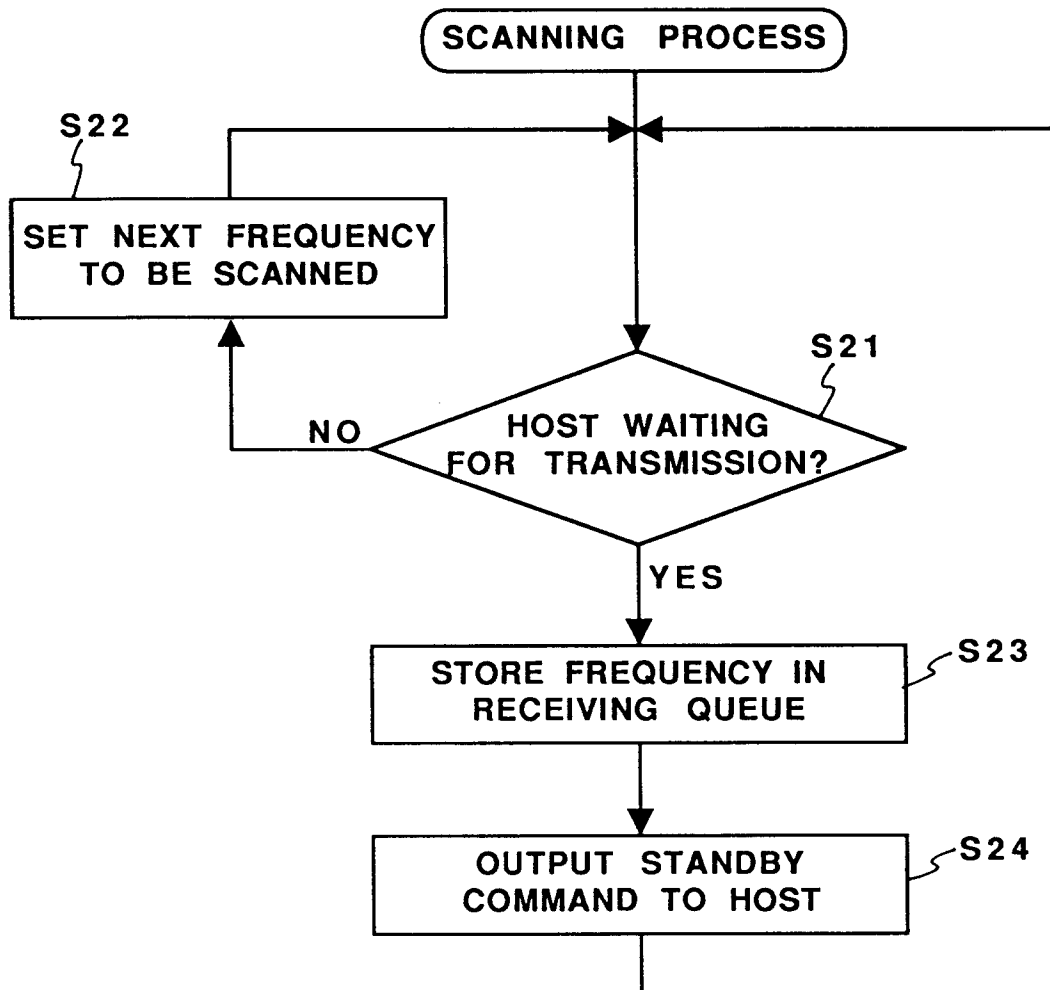 SCANNING PROCESS
S22
SET NEXT FREQUENCY
TO BE SCANNED
S21
HOST WAITING
FOR TRANSMISSION?
NO
YES
STORE FREQUENCY IN
RECEIVING QUEUE
S23
OUTPUT STANDBY
COMMAND TO HOST
S24